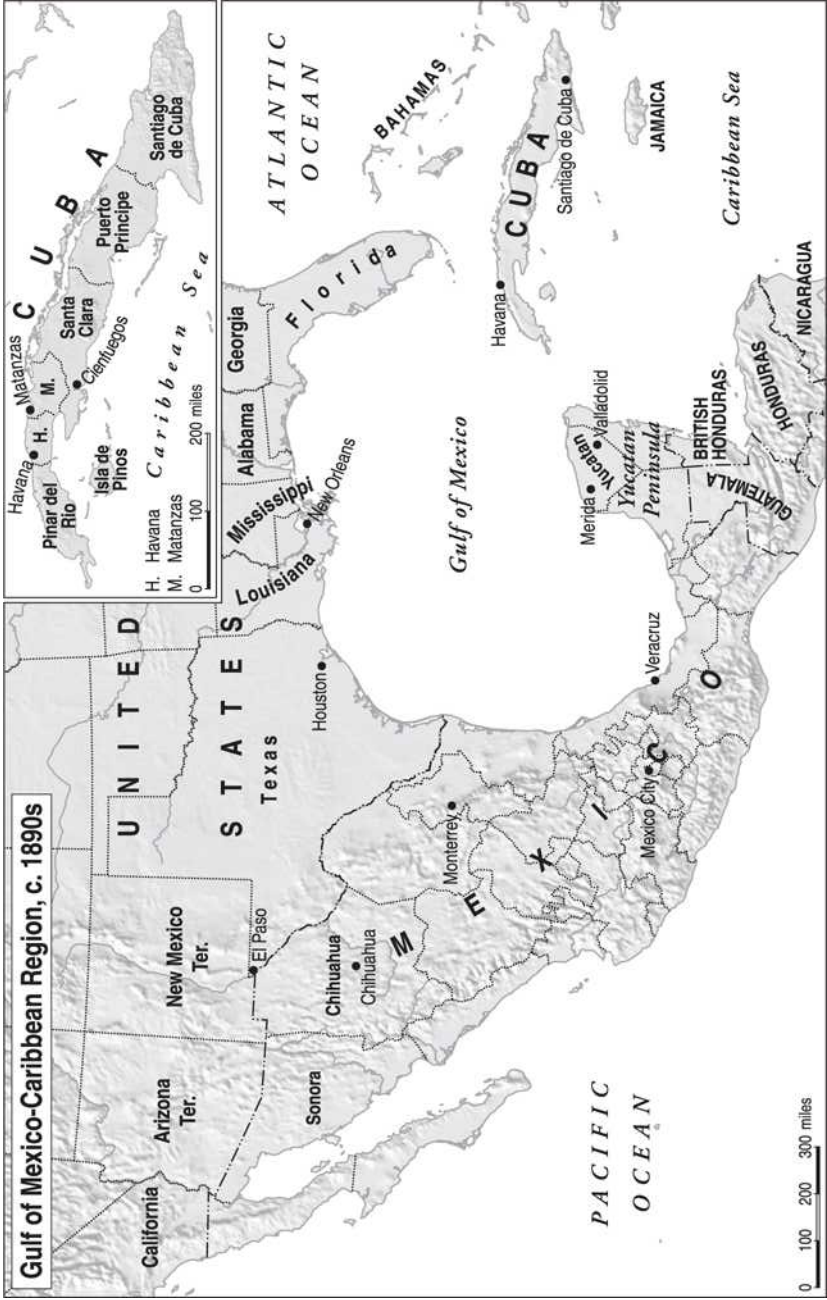 Gulf of Mexico-Caribbean Region, c. 1890s
California
Arizona
Ter.
New Mexico
Ter.
El Paso
UNITED
STATES
Texas
Houston
Louisiana
Mississippi
Alabama
Georgia
Florida
New Orleans
Sonora
Chihuahua
Chihuahua
MEXICO
Monterrey
Mexico City
Veracruz
Gulf of Mexico
Merida
Yucatan
Valladolid
Yucatan
Peninsula
BRITISH
HONDURAS
GUATEMALA
HONDURAS
NICARAGUA
ATLANTIC
OCEAN
BAHAMAS
Havana
CUBA
Santiago de Cuba
JAMAICA
Caribbean Sea
PACIFIC
OCEAN
0 100 200 300 miles
CUBA
Havana
Matanzas
Pinar del
Rio
H.
M.
Santa
Clara
Cienfuegos
Puerto
Principe
Santiago
de Cuba
Isla de
Pinos
Caribbean Sea
H. Havana
M. Matanzas
0 100 200 miles